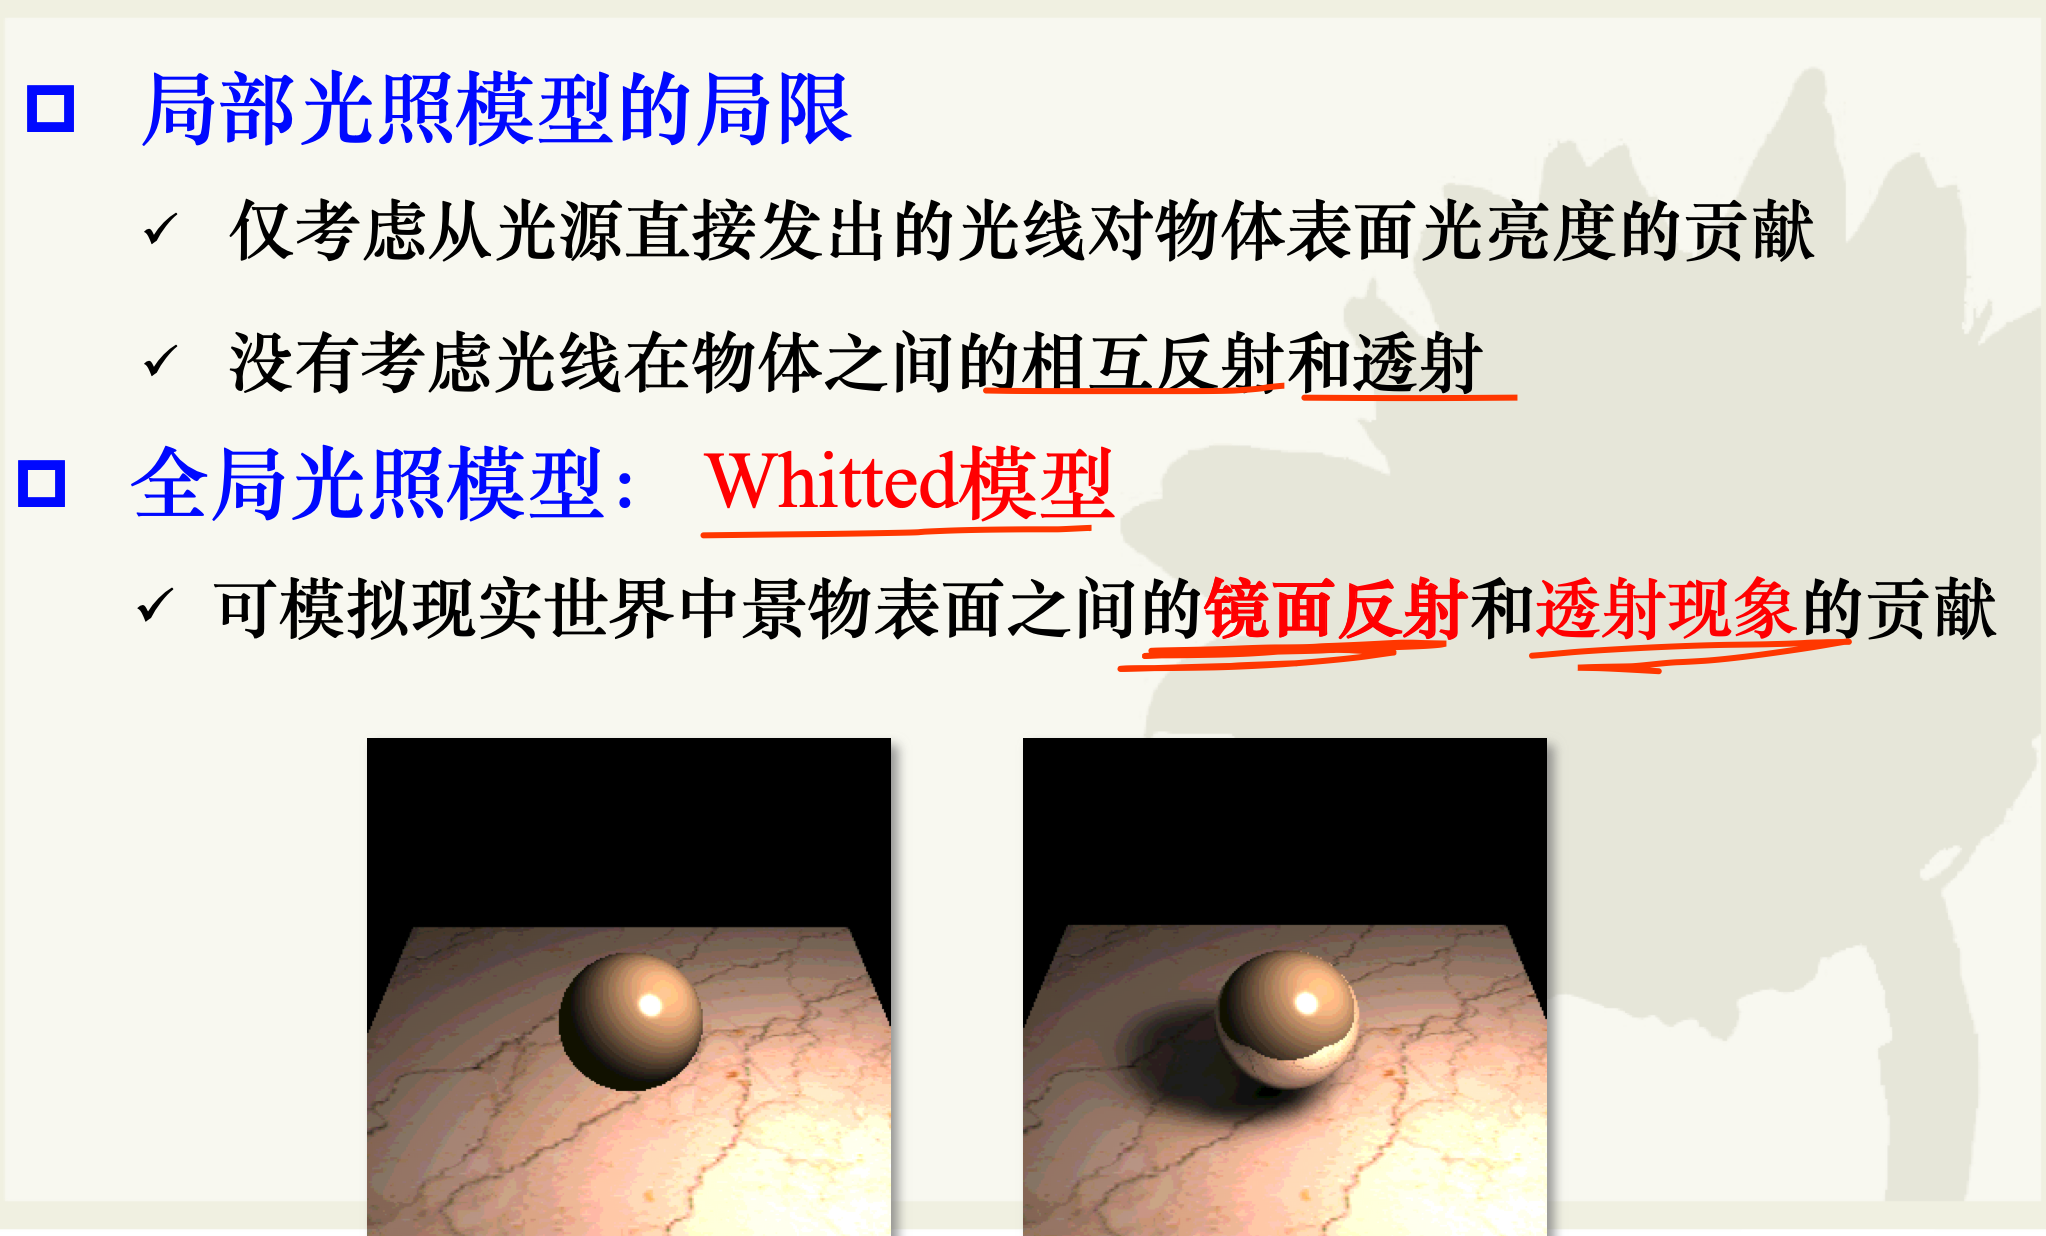 局部光照模型的局限
仅考虑从光源直接发出的光线对物体表面光亮度的贡献
没有考虑光线在物体之间的相互反射和透射
全局光照模型： Whitted模型
可模拟现实世界中景物表面之间的镜面反射和透射现象的贡献